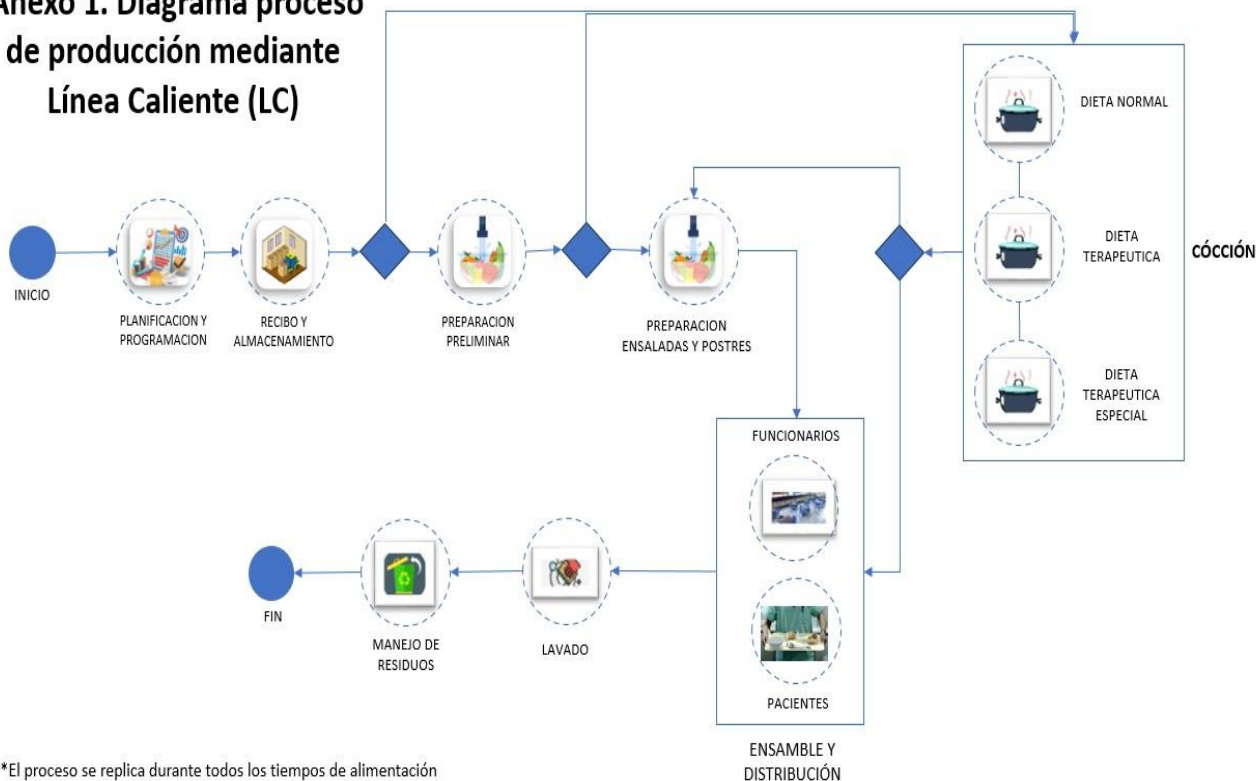 Anexo 1. Diagrama proceso
de producción mediante
Línea Caliente (LC)
DIETA NORMAL
DIETA
TERAPEUTICA
CÓCCIÓN
DIETA
TERAPEUTICA
ESPECIAL
INICIO
PLANIFICACION Y
PROGRAMACION
RECIBO Y
ALMACENAMIENTO
PREPARACION
PRELIMINAR
PREPARACION
ENSALADAS Y POSTRES
FUNCIONARIOS
PACIENTES
ENSAMBLE Y
DISTRIBUCIÓN
LAVADO
MANEJO DE
RESIDUOS
FIN
*El proceso se replica durante todos los tiempos de alimentación